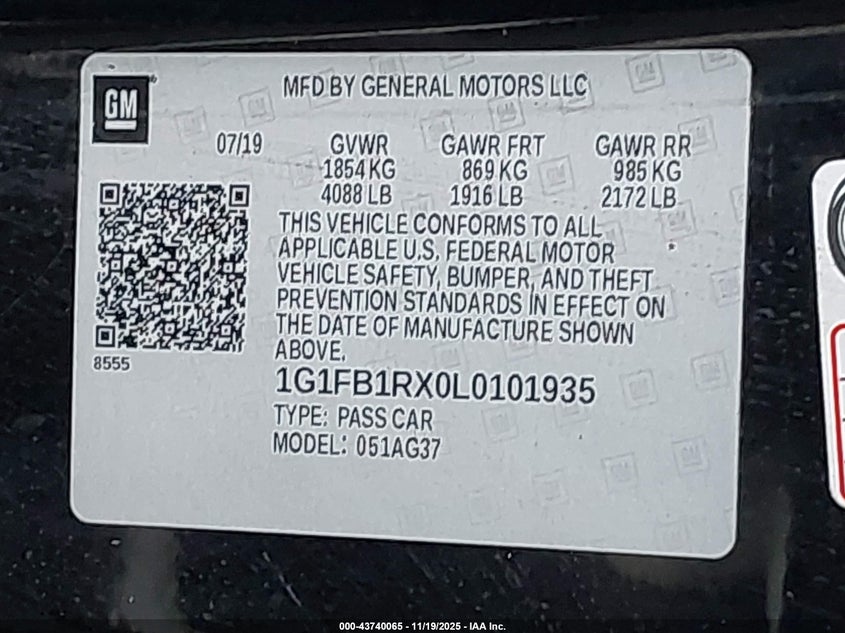 GM
MFD BY GENERAL MOTORS LLC
07/19 GVWR GAWR FRT GAWR RR
1854 KG 869 KG 985 KG
4088 LB 1916 LB 2172 LB
THIS VEHICLE CONFORMS TO ALL
APPLICABLE U.S. FEDERAL MOTOR
VEHICLE SAFETY, BUMPER, AND THEFT
PREVENTION STANDARDS IN EFFECT ON
THE DATE OF MANUFACTURE SHOWN
ABOVE.
8555
1G1FB1RX0L0101935
TYPE: PASS CAR
MODEL: 051AG37
000-43740065 - 11/19/2025 - IAA Inc.